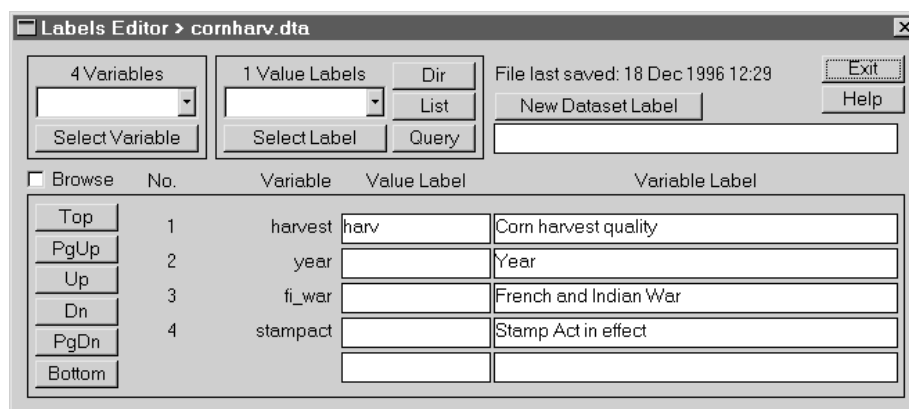 Labels Editor > cornharv.dta
4 Variables
1 Value Labels
Dir
File last saved: 18 Dec 1996 12:29
Exit
List
New Dataset Label
Help
Select Variable
Select Label
Query
Browse No. Variable Value Label Variable Label
Top
1 harvest harv Corn harvest quality
PgUp
2 year Year
Up
3 fi_war French and Indian War
Dn
4 stampact Stamp Act in effect
PgDn
Bottom